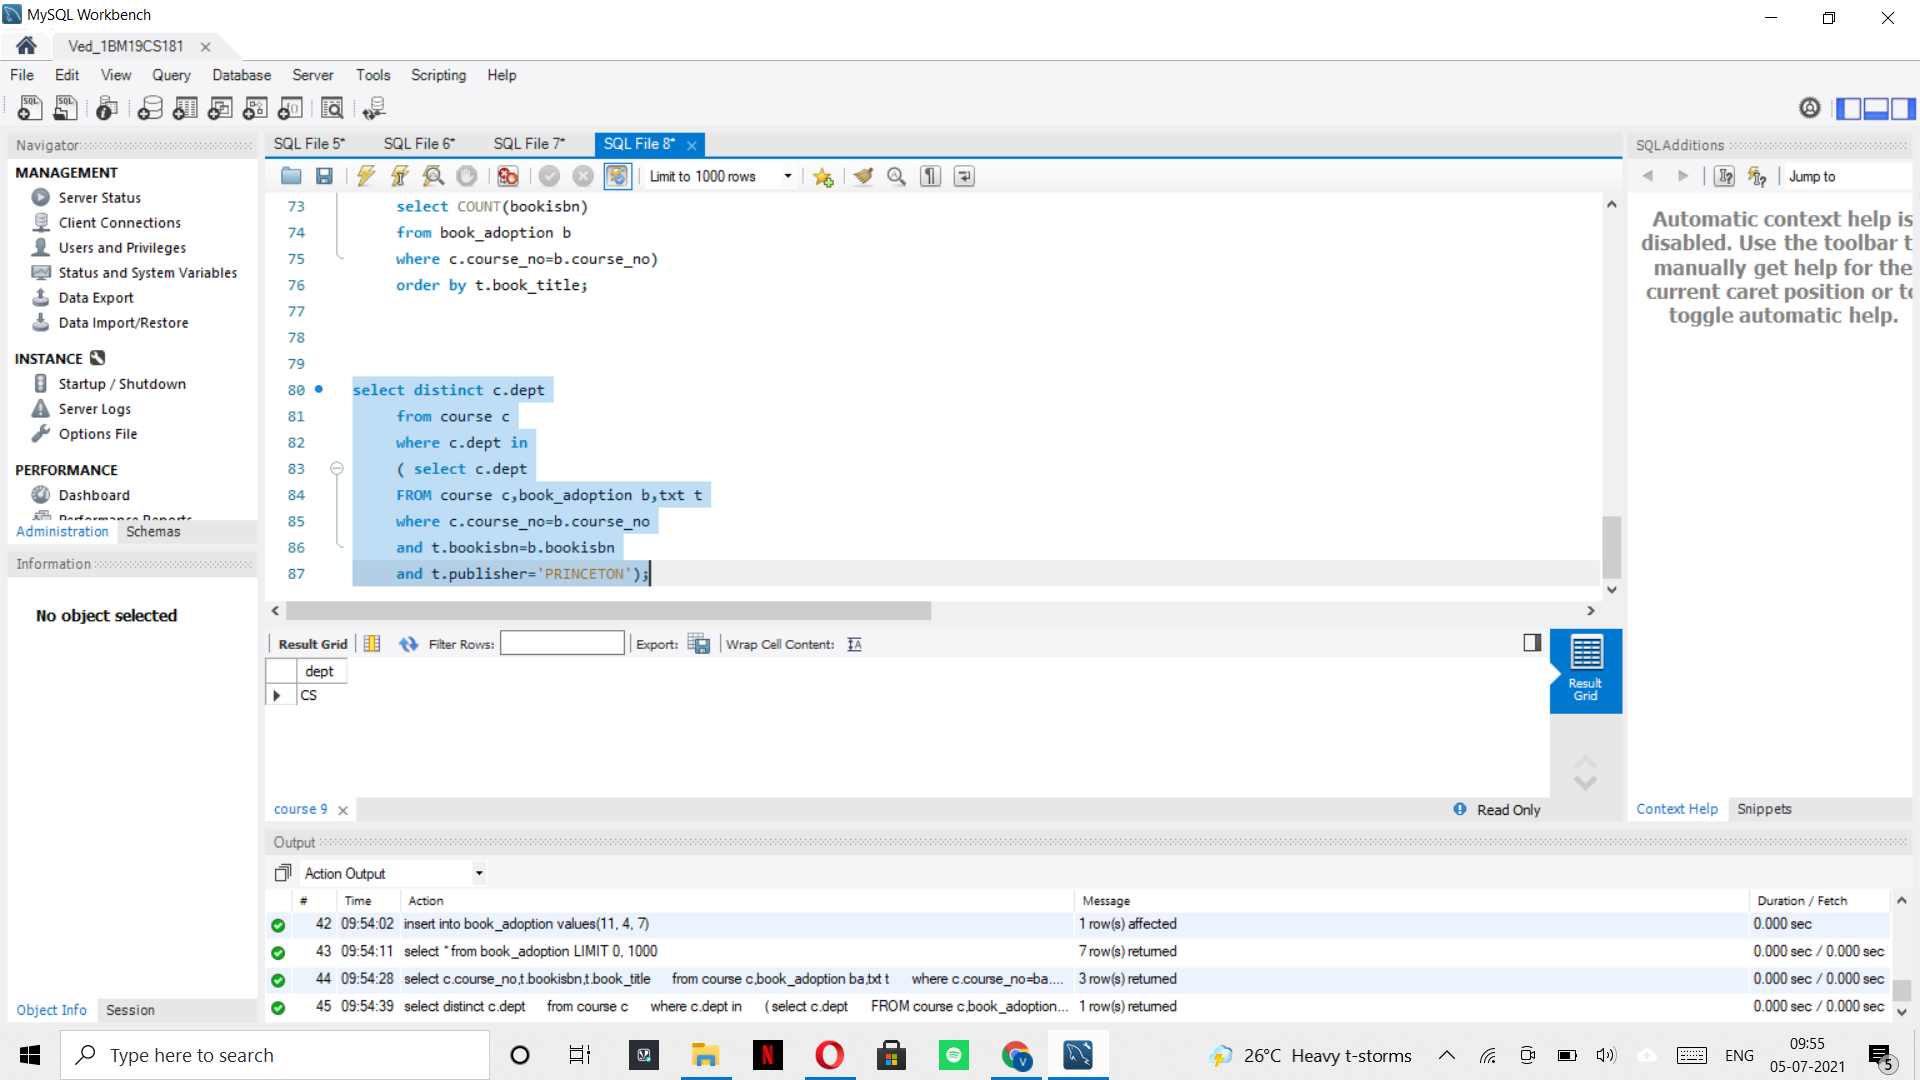 MySQL Workbench
Ved_1BM19CS181
File Edit View Query Database Server Tools Scripting Help
Navigator
MANAGEMENT
Server Status
Client Connections
Users and Privileges
Status and System Variables
Data Export
Data Import/Restore
INSTANCE
Startup / Shutdown
Server Logs
Options File
PERFORMANCE
Dashboard
Performance Reports
Administration Schemas
Information
No object selected
Object Info Session
SQL File 5* SQL File 6* SQL File 7* SQL File 8*
Limit to 1000 rows
73 select COUNT(bookisbn)
74 from book_adoption b
75 where c.course_no=b.course_no)
76 order by t.book_title;
77
78
79
80 select distinct c.dept
81 from course c
82 where c.dept in
83 ( select c.dept
84 FROM course c,book_adoption b,txt t
85 where c.course_no=b.course_no
86 and t.bookisbn=b.bookisbn
87 and t.publisher='PRINCETON');
Result Grid Filter Rows: Export: Wrap Cell Content:
dept
CS
Result
Grid
course 9
Read Only
SQLAdditions
Jump to
Automatic context help is
disabled. Use the toolbar t
manually get help for the
current caret position or to
toggle automatic help.
Context Help Snippets
Output
Action Output
# Time Action Message Duration / Fetch
42 09:54:02 insert into book_adoption values(11, 4, 7) 1 row(s) affected 0.000 sec
43 09:54:11 select * from book_adoption LIMIT 0, 1000 7 row(s) returned 0.000 sec / 0.000 sec
44 09:54:28 select c.course_no,t.bookisbn,t.book_title from course c,book_adoption ba,txt t where c.course_no=ba.... 3 row(s) returned 0.000 sec / 0.000 sec
45 09:54:39 select distinct c.dept from course c where c.dept in ( select c.dept FROM course c,book_adoption... 1 row(s) returned 0.000 sec / 0.000 sec
Type here to search
26°C Heavy t-storms
ENG
09:55
05-07-2021
5